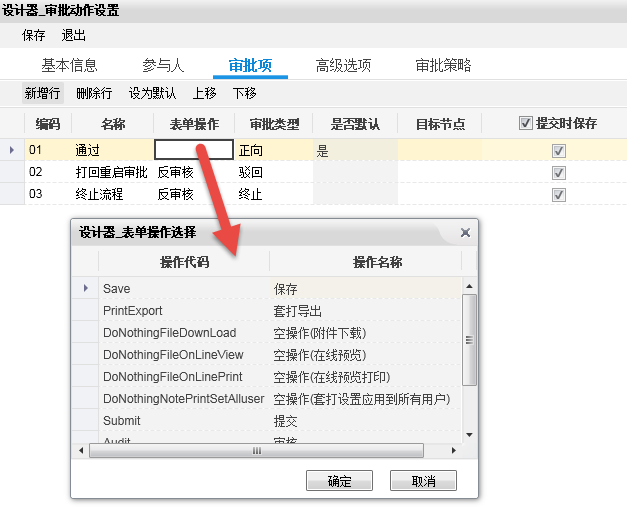 设计器_审批动作设置
保存 退出
基本信息 参与人 审批项 高级选项 审批策略
新增行 删除行 设为默认 上移 下移
编码 名称 表单操作 审批类型 是否默认 目标节点 提交时保存
01 通过 正向 是
02 打回重启审批 反审核 驳回
03 终止流程 反审核 终止
设计器_表单操作选择
操作代码 操作名称
Save 保存
PrintExport 套打导出
DoNothingFileDownLoad 空操作(附件下载)
DoNothingFileOnLineView 空操作(在线预览)
DoNothingFileOnLinePrint 空操作(在线预览打印)
DoNothingNotePrintSetAlluser 空操作(套打设置应用到所有用户)
Submit 提交
Audit 审核
确定 取消